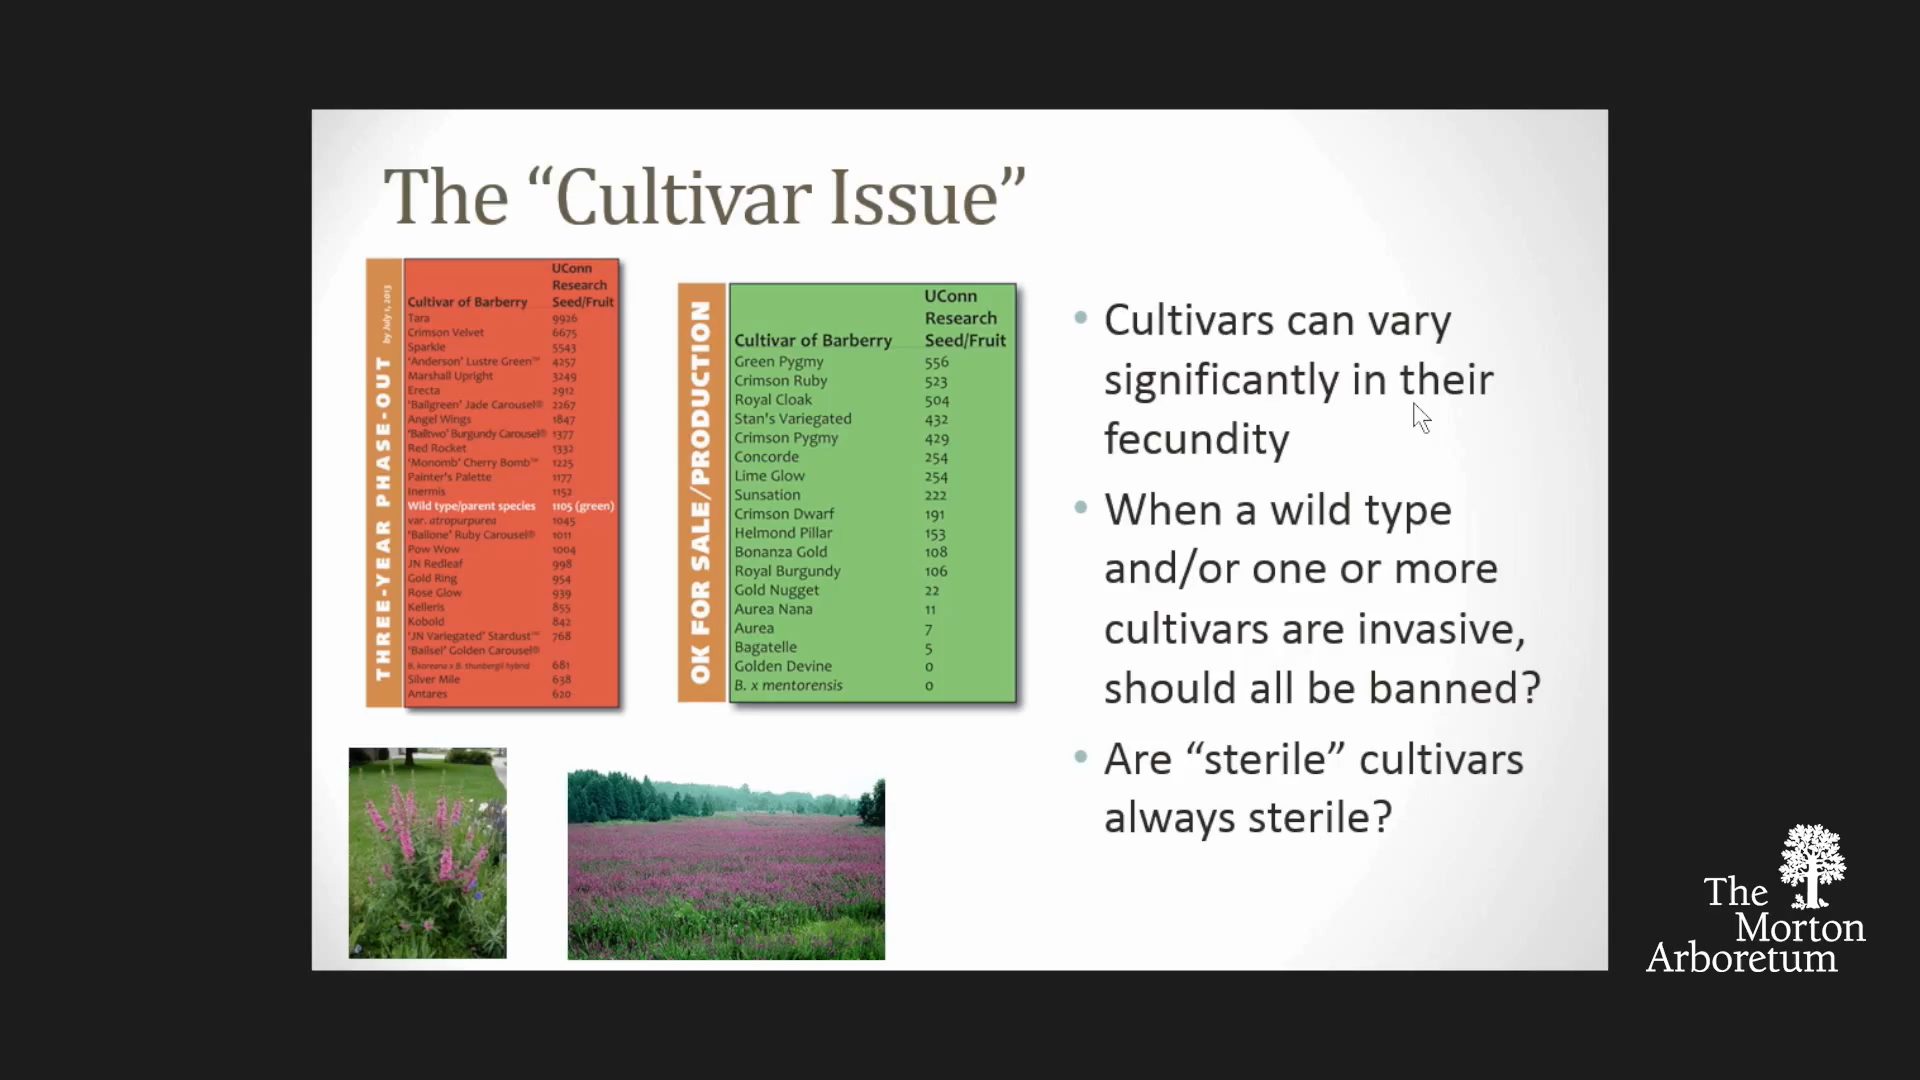 The “Cultivar Issue”
THREE-YEAR PHASE-OUT by July 1, 2013
UConn
Research
Cultivar of Barberry Seed/Fruit
Tara 9926
Crimson Velvet 6675
Sparkle 5543
‘Anderson’ Lustre Green™ 4257
Marshall Upright 3249
Erecta 2912
‘Bailgreen’ Jade Carousel® 2267
Angel Wings 1847
‘Bailtwo’ Burgundy Carousel® 1377
Red Rocket 1332
‘Monomb’ Cherry Bomb™ 1225
Painter's Palette 1177
Inermis 1152
Wild type/parent species 1105 (green)
var. atropurpurea 1045
‘Bailone’ Ruby Carousel® 1011
Pow Wow 1004
JN Redleaf 998
Gold Ring 954
Rose Glow 939
Kelleris 855
Kobold 842
‘JN Variegated’ Stardust™ 768
‘Bailsel’ Golden Carousel®
B. koreana x B. thunbergii hybrid 681
Silver Mile 638
Antares 620
OK FOR SALE/PRODUCTION
UConn
Research
Cultivar of Barberry Seed/Fruit
Green Pygmy 556
Crimson Ruby 523
Royal Cloak 504
Stan's Variegated 432
Crimson Pygmy 429
Concorde 254
Lime Glow 254
Sunsation 222
Crimson Dwarf 191
Helmond Pillar 153
Bonanza Gold 108
Royal Burgundy 106
Gold Nugget 22
Aurea Nana 11
Aurea 7
Bagatelle 5
Golden Devine 0
B. x mentorensis 0
• Cultivars can vary
significantly in their
fecundity
• When a wild type
and/or one or more
cultivars are invasive,
should all be banned?
• Are “sterile” cultivars
always sterile?
The
Morton
Arboretum